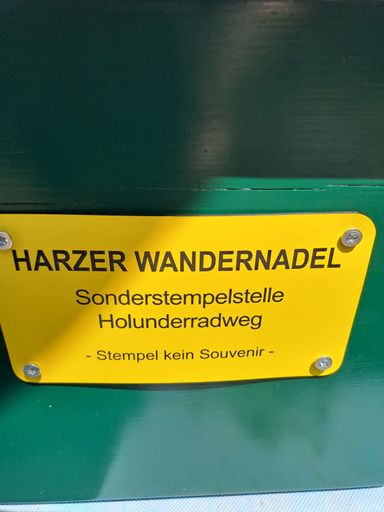 HARZER WANDERNADEL
Sonderstempelstelle
Holunderradweg
- Stempel kein Souvenir -